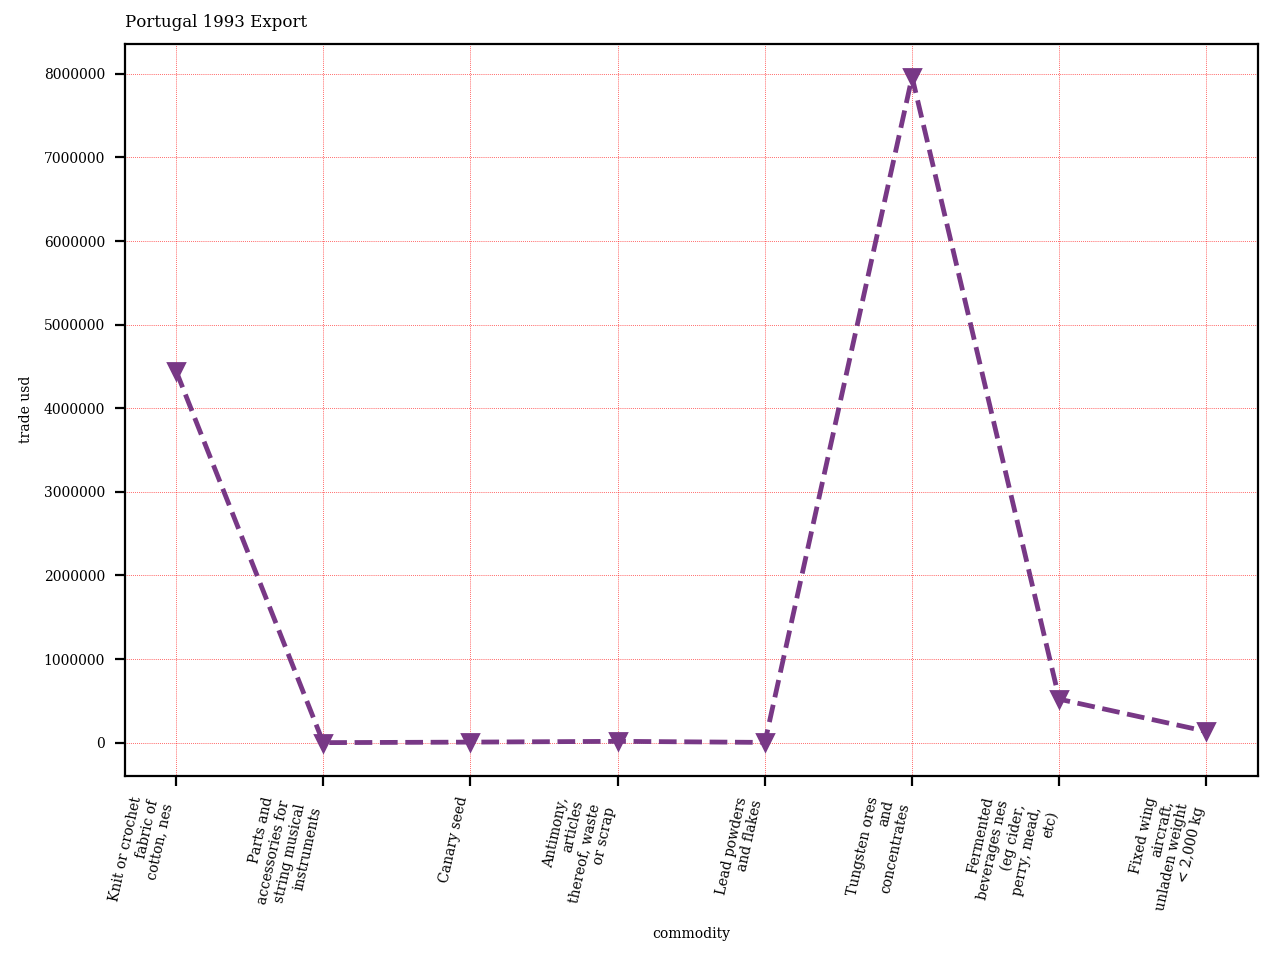 Portugal 1993 Export
trade usd
8000000
7000000
6000000
5000000
4000000
3000000
2000000
1000000
0
Knit or crochet
fabric of
cotton, nes
Parts and
accessories for
string musical
instruments
Canary seed
Antimony,
articles
thereof, waste
or scrap
Lead powders
and flakes
Tungsten ores
and
concentrates
Fermented
beverages nes
(eg cider,
perry, mead,
etc)
Fixed wing
aircraft,
unladen weight
< 2,000 kg
commodity